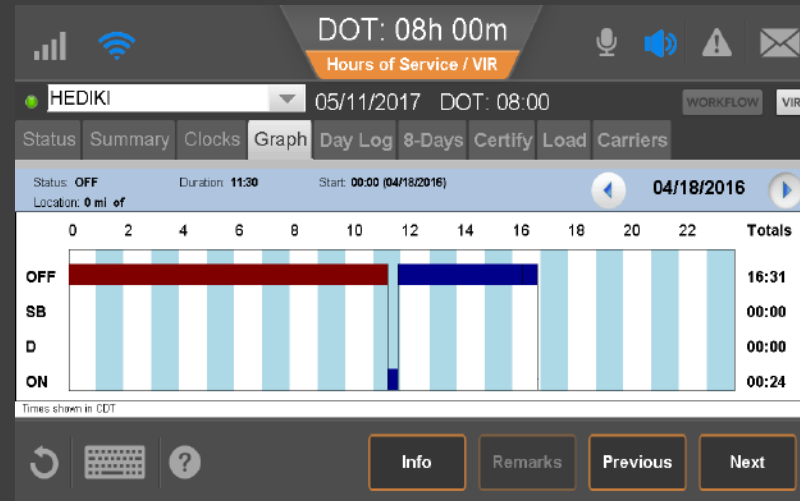 DOT: 08h 00m
Hours of Service / VIR
HEDIKI 05/11/2017 DOT: 08:00 WORKFLOW VIR
Status Summary Clocks Graph Day Log 8-Days Certify Load Carriers
Status: OFF Duration: 11:30 Start: 00:00 (04/18/2016)
Location: 0 mi of
04/18/2016
0 2 4 6 8 10 12 14 16 18 20 22 Totals
OFF 16:31
SB 00:00
D 00:00
ON 00:24
Times shown in CDT
? Info Remarks Previous Next